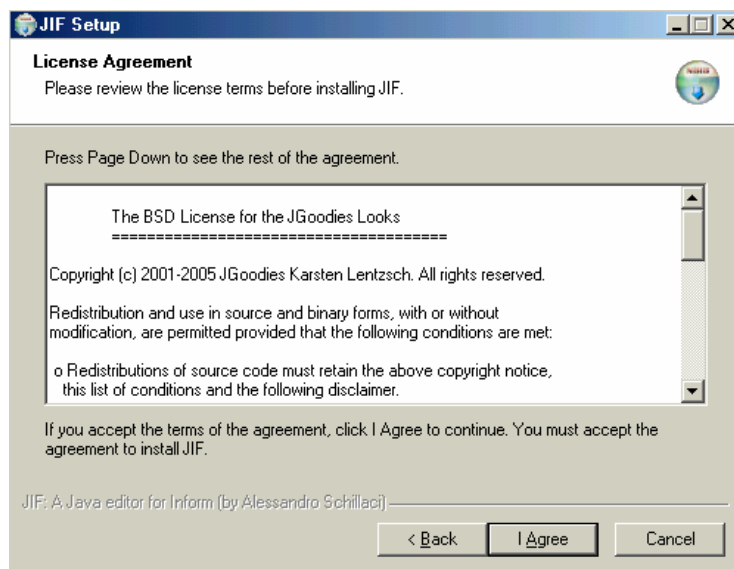 JIF Setup
License Agreement
Please review the license terms before installing JIF.
Press Page Down to see the rest of the agreement.
The BSD License for the JGoodies Looks
======================================
Copyright (c) 2001-2005 JGoodies Karsten Lentzsch. All rights reserved.
Redistribution and use in source and binary forms, with or without
modification, are permitted provided that the following conditions are met:
o Redistributions of source code must retain the above copyright notice,
this list of conditions and the following disclaimer.
If you accept the terms of the agreement, click I Agree to continue. You must accept the
agreement to install JIF.
JIF: A Java editor for Inform (by Alessandro Schillaci)
< Back
I Agree
Cancel